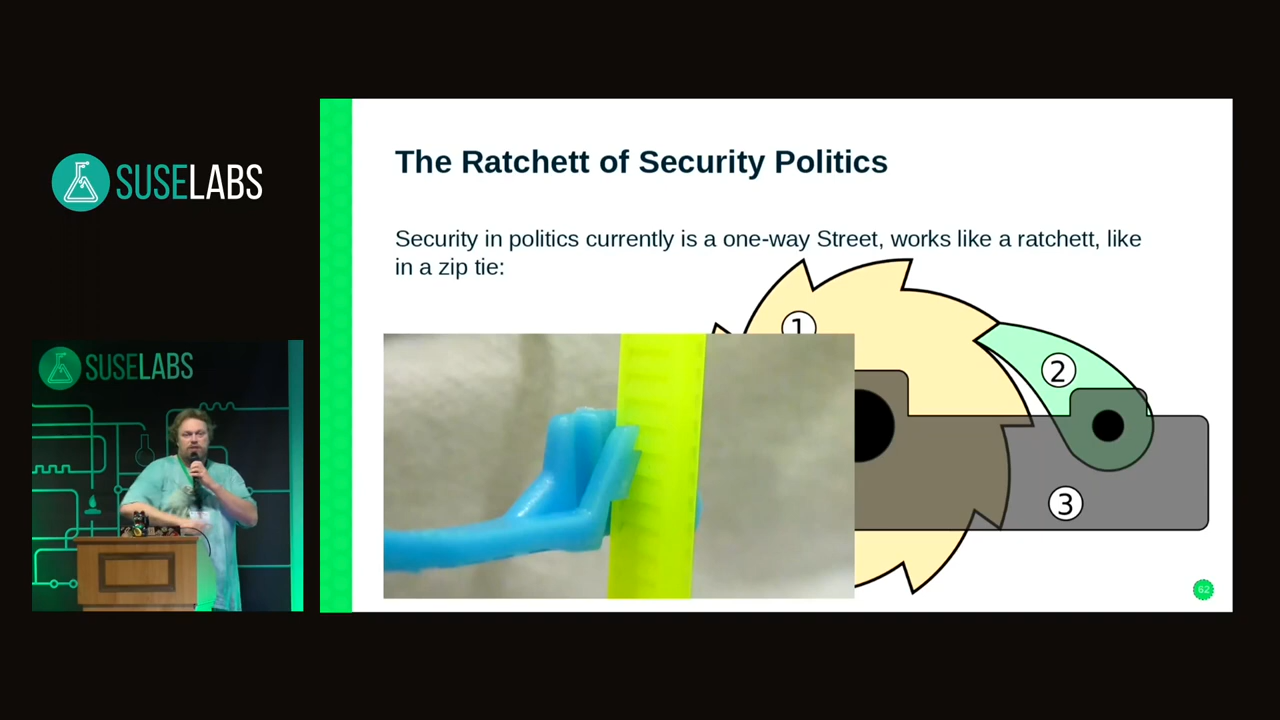 SUSELABS
The Ratchett of Security Politics
Security in politics currently is a one-way Street, works like a ratchett, like
in a zip tie:
1
2
3
SUSELABS
62